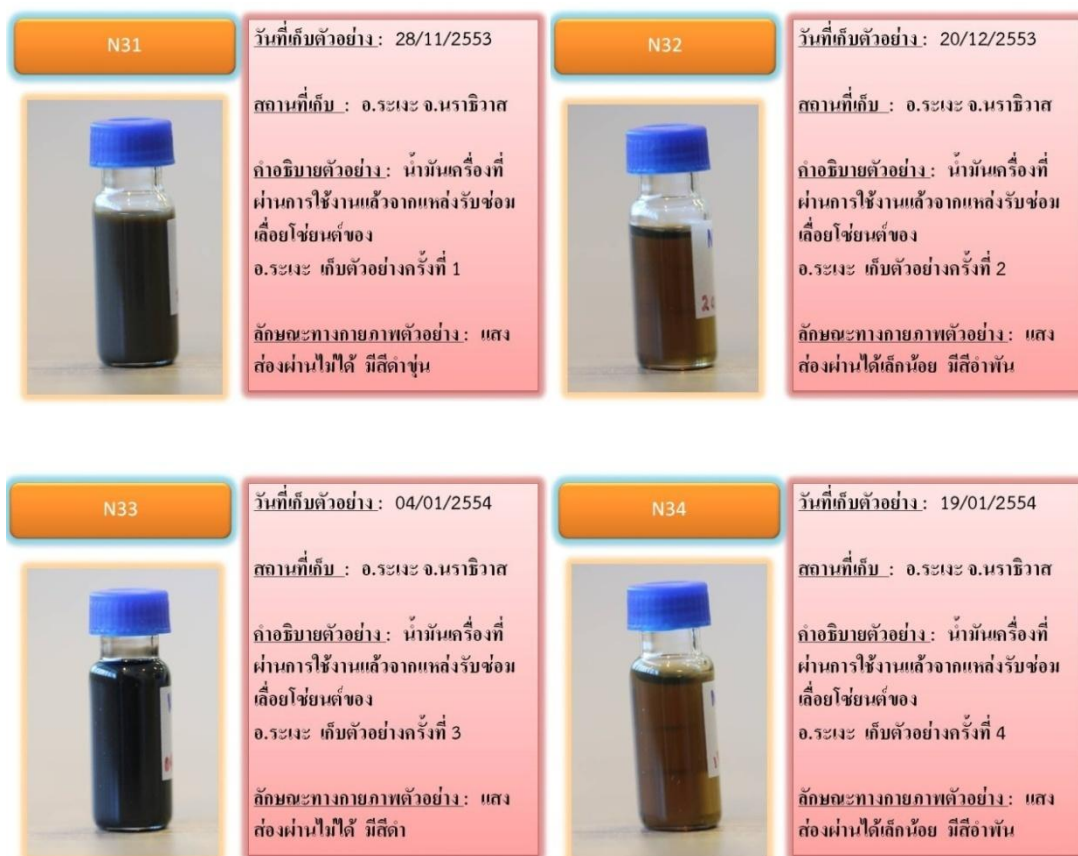 N31
วันที่เก็บตัวอย่าง : 28/11/2553
สถานที่เก็บ : อ.ระแงะ จ.นราธิวาส
คำอธิบายตัวอย่าง : น้ำมันเครื่องที่
ผ่านการใช้งานแล้วจากแหล่งรับซ่อม
เลื่อยโซ่ยนต์ของ
อ.ระแงะ เก็บตัวอย่างครั้งที่ 1
ลักษณะทางกายภาพตัวอย่าง : แสง
ส่องผ่านไม่ได้ มีสีดำขุ่น
N32
วันที่เก็บตัวอย่าง : 20/12/2553
สถานที่เก็บ : อ.ระแงะ จ.นราธิวาส
คำอธิบายตัวอย่าง : น้ำมันเครื่องที่
ผ่านการใช้งานแล้วจากแหล่งรับซ่อม
เลื่อยโซ่ยนต์ของ
อ.ระแงะ เก็บตัวอย่างครั้งที่ 2
ลักษณะทางกายภาพตัวอย่าง : แสง
ส่องผ่านได้เล็กน้อย มีสีอำพัน
N33
วันที่เก็บตัวอย่าง : 04/01/2554
สถานที่เก็บ : อ.ระแงะ จ.นราธิวาส
คำอธิบายตัวอย่าง : น้ำมันเครื่องที่
ผ่านการใช้งานแล้วจากแหล่งรับซ่อม
เลื่อยโซ่ยนต์ของ
อ.ระแงะ เก็บตัวอย่างครั้งที่ 3
ลักษณะทางกายภาพตัวอย่าง : แสง
ส่องผ่านไม่ได้ มีสีดำ
N34
วันที่เก็บตัวอย่าง : 19/01/2554
สถานที่เก็บ : อ.ระแงะ จ.นราธิวาส
คำอธิบายตัวอย่าง : น้ำมันเครื่องที่
ผ่านการใช้งานแล้วจากแหล่งรับซ่อม
เลื่อยโซ่ยนต์ของ
อ.ระแงะ เก็บตัวอย่างครั้งที่ 4
ลักษณะทางกายภาพตัวอย่าง : แสง
ส่องผ่านได้เล็กน้อย มีสีอำพัน